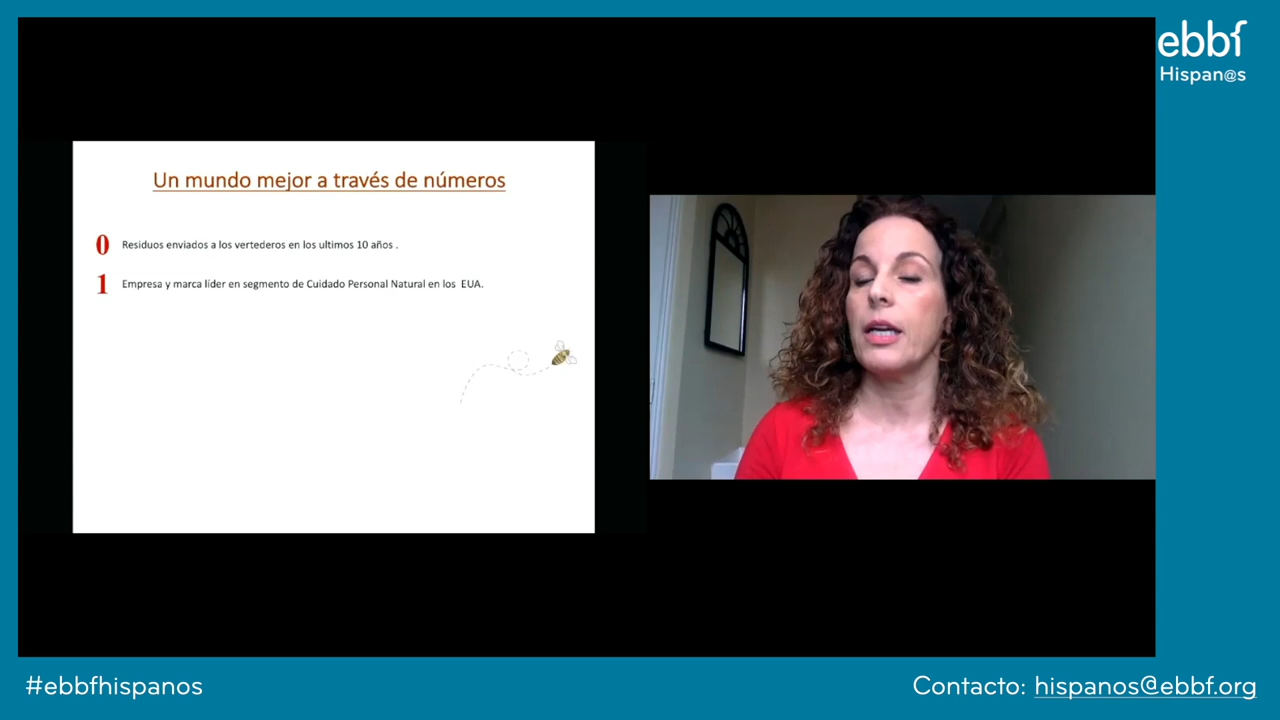 ebbf
Hispan@s
Un mundo mejor a través de números
0 Residuos enviados a los vertederos en los ultimos 10 años .
1 Empresa y marca líder en segmento de Cuidado Personal Natural en los EUA.
#ebbfhispanos
Contacto: hispanos@ebbf.org